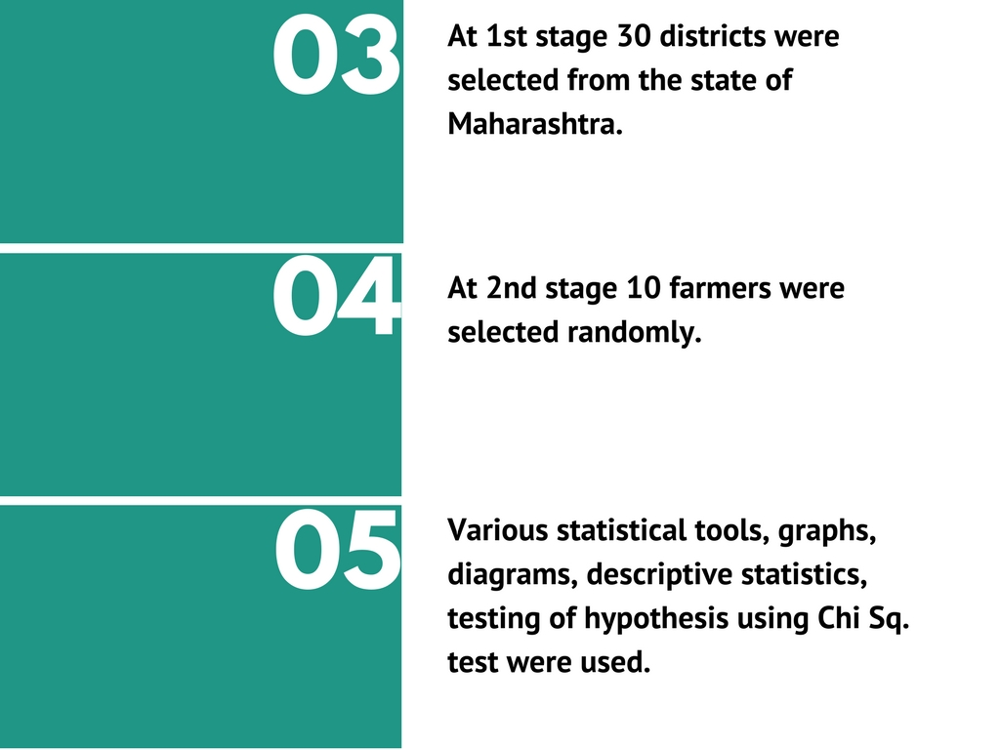 03
At 1st stage 30 districts were
selected from the state of
Maharashtra.
04
At 2nd stage 10 farmers were
selected randomly.
05
Various statistical tools, graphs,
diagrams, descriptive statistics,
testing of hypothesis using Chi Sq.
test were used.